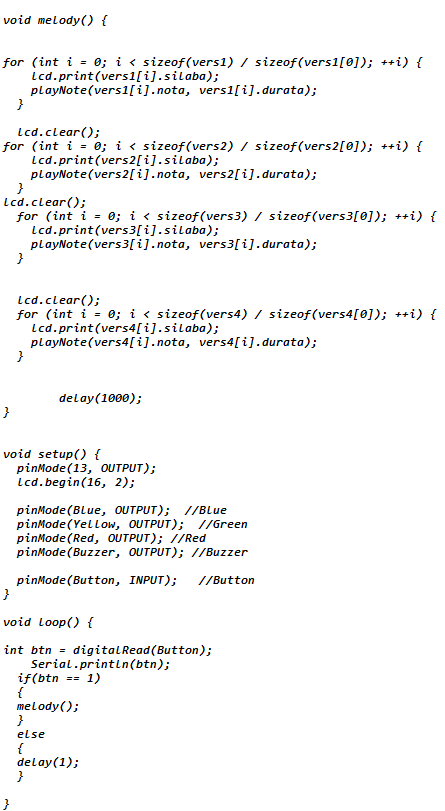 void melody() {
for (int i = 0; i < sizeof(vers1) / sizeof(vers1[0]); ++i) {
    lcd.print(vers1[i].silaba);
    playNote(vers1[i].nota, vers1[i].durata);
  }
  lcd.clear();
for (int i = 0; i < sizeof(vers2) / sizeof(vers2[0]); ++i) {
    lcd.print(vers2[i].silaba);
    playNote(vers2[i].nota, vers2[i].durata);
  }
lcd.clear();
  for (int i = 0; i < sizeof(vers3) / sizeof(vers3[0]); ++i) {
    lcd.print(vers3[i].silaba);
    playNote(vers3[i].nota, vers3[i].durata);
  }
  lcd.clear();
  for (int i = 0; i < sizeof(vers4) / sizeof(vers4[0]); ++i) {
    lcd.print(vers4[i].silaba);
    playNote(vers4[i].nota, vers4[i].durata);
  }
        delay(1000);
}
void setup() {
  pinMode(13, OUTPUT);
  lcd.begin(16, 2);
  pinMode(Blue, OUTPUT);  //Blue
  pinMode(Yellow, OUTPUT);  //Green
  pinMode(Red, OUTPUT); //Red
  pinMode(Buzzer, OUTPUT); //Buzzer
  pinMode(Button, INPUT);   //Button
}
void loop() {
int btn = digitalRead(Button);
    Serial.println(btn);
  if(btn == 1)
  {
  melody();
  }
  else
  {
  delay(1);
  }
}